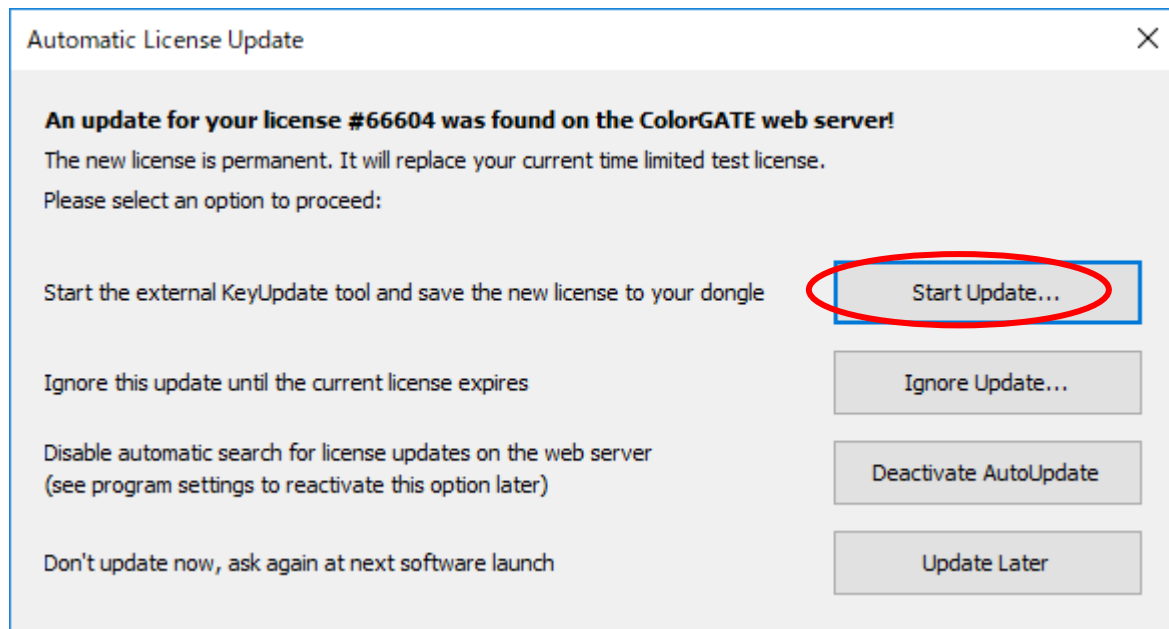 Automatic License Update
An update for your license #66604 was found on the ColorGATE web server!
The new license is permanent. It will replace your current time limited test license.
Please select an option to proceed:
Start the external KeyUpdate tool and save the new license to your dongle
Start Update...
Ignore this update until the current license expires
Ignore Update...
Disable automatic search for license updates on the web server
(see program settings to reactivate this option later)
Deactivate AutoUpdate
Don't update now, ask again at next software launch
Update Later